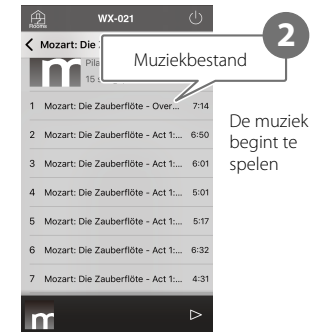 Rooms
WX-021
2
Mozart: Die
Muziekbestand
Pila
15 s
1 Mozart: Die Zauberflöte - Over... 7:14
2 Mozart: Die Zauberflöte - Act 1:... 6:50
3 Mozart: Die Zauberflöte - Act 1:... 6:01
4 Mozart: Die Zauberflöte - Act 1:... 5:01
5 Mozart: Die Zauberflöte - Act 1:... 5:17
6 Mozart: Die Zauberflöte - Act 1:... 6:32
7 Mozart: Die Zauberflöte - Act 1:... 4:31
De muziek
begint te
spelen
m